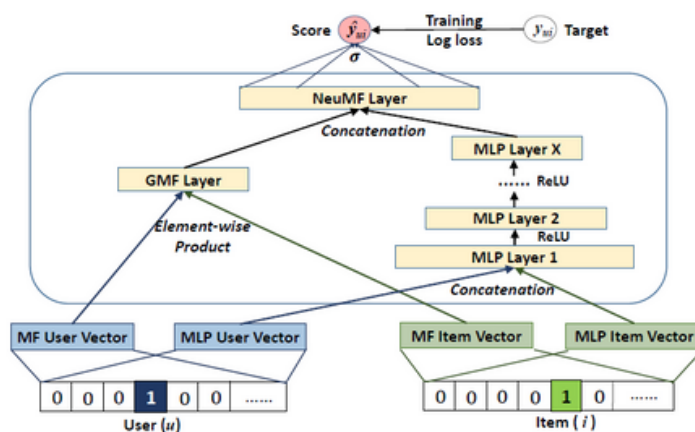 Score ŷui Training yui Target
Log loss
σ
NeuMF Layer
Concatenation
MLP Layer X
GMF Layer
...... ReLU
Element-wise
Product
MLP Layer 2
ReLU
MLP Layer 1
Concatenation
MF User Vector MLP User Vector MF Item Vector MLP Item Vector
0 0 0 1 0 0 ...... 0 0 0 0 1 0 ......
User (u) Item ( i )